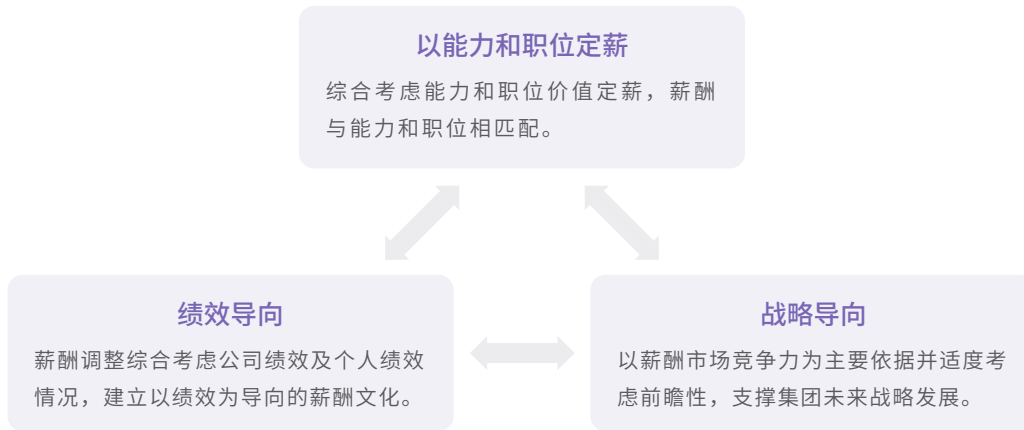 以能力和职位定薪
综合考虑能力和职位价值定薪，薪酬
与能力和职位相匹配。
绩效导向
薪酬调整综合考虑公司绩效及个人绩效
情况，建立以绩效为导向的薪酬文化。
战略导向
以薪酬市场竞争力为主要依据并适度考
虑前瞻性，支撑集团未来战略发展。